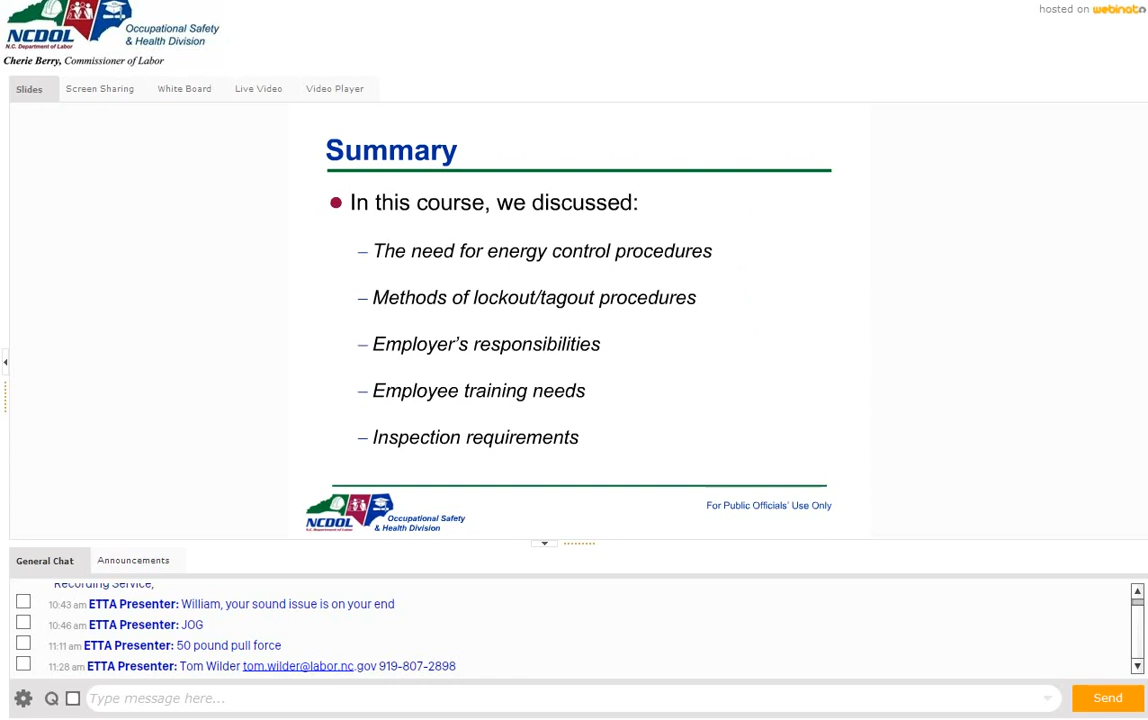 hosted on webinato
NCDOL
N.C. Department of Labor
Occupational Safety
& Health Division
Cherie Berry, Commissioner of Labor
Slides
Screen Sharing
White Board
Live Video
Video Player
Summary
In this course, we discussed:
– The need for energy control procedures
– Methods of lockout/tagout procedures
– Employer's responsibilities
– Employee training needs
– Inspection requirements
NCDOL
N.C. Department of Labor
Occupational Safety
& Health Division
For Public Officials' Use Only
General Chat
Announcements
Recording Service,
10:43 am ETTA Presenter: William, your sound issue is on your end
10:46 am ETTA Presenter: JOG
11:11 am ETTA Presenter: 50 pound pull force
11:28 am ETTA Presenter: Tom Wilder tom.wilder@labor.nc.gov 919-807-2898
Type message here...
Send